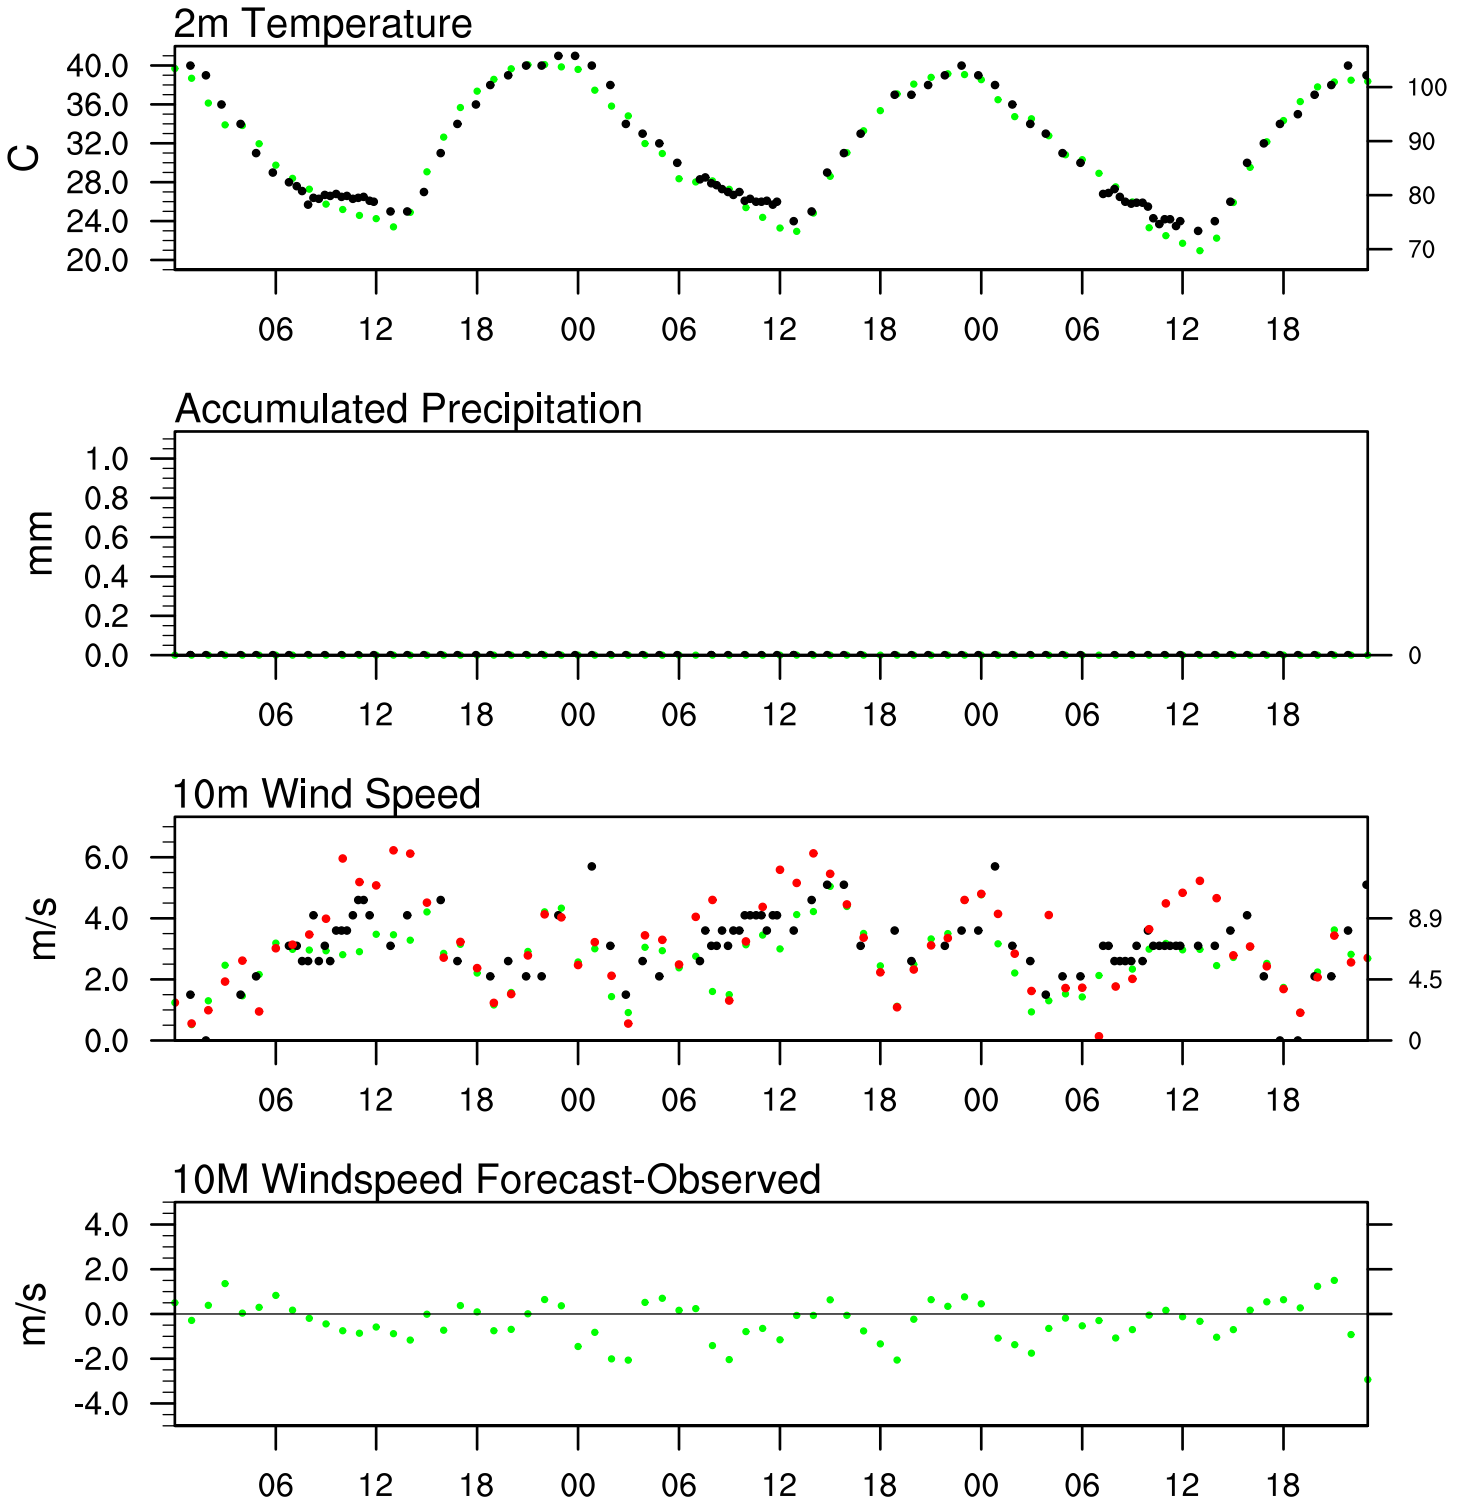 2m Temperature
C
40.0
36.0
32.0
28.0
24.0
20.0
100
90
80
70
06 12 18 00 06 12 18 00 06 12 18
Accumulated Precipitation
mm
1.0
0.8
0.6
0.4
0.2
0.0
0
06 12 18 00 06 12 18 00 06 12 18
10m Wind Speed
m/s
6.0
4.0
2.0
0.0
8.9
4.5
0
06 12 18 00 06 12 18 00 06 12 18
10M Windspeed Forecast-Observed
m/s
4.0
2.0
0.0
-2.0
-4.0
06 12 18 00 06 12 18 00 06 12 18